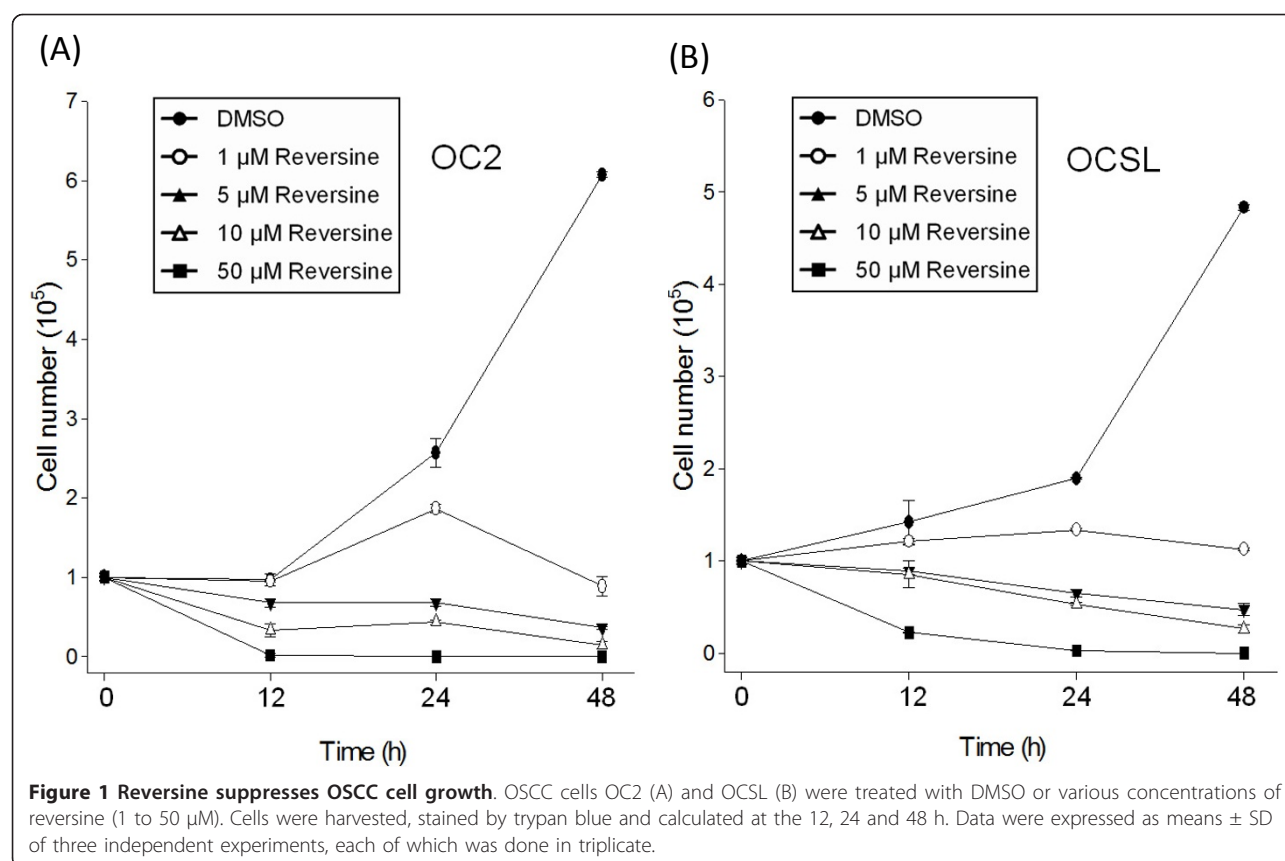 (A)
7
6
5
4
3
2
1
0
Cell number (10⁵)
DMSO
1 µM Reversine
5 µM Reversine
10 µM Reversine
50 µM Reversine
OC2
0 12 24 48
Time (h)
(B)
6
5
4
3
2
1
0
Cell number (10⁵)
DMSO
1 µM Reversine
5 µM Reversine
10 µM Reversine
50 µM Reversine
OCSL
0 12 24 48
Time (h)
Figure 1 Reversine suppresses OSCC cell growth. OSCC cells OC2 (A) and OCSL (B) were treated with DMSO or various concentrations of
reversine (1 to 50 µM). Cells were harvested, stained by trypan blue and calculated at the 12, 24 and 48 h. Data were expressed as means ± SD
of three independent experiments, each of which was done in triplicate.